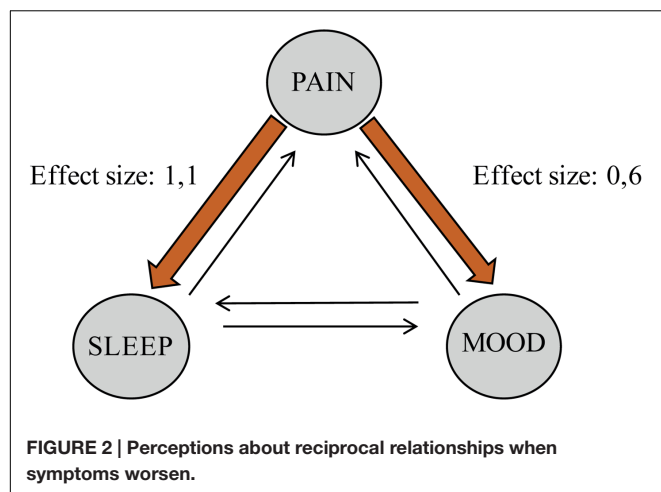 PAIN
Effect size: 1,1
Effect size: 0,6
SLEEP
MOOD
FIGURE 2 | Perceptions about reciprocal relationships when
symptoms worsen.